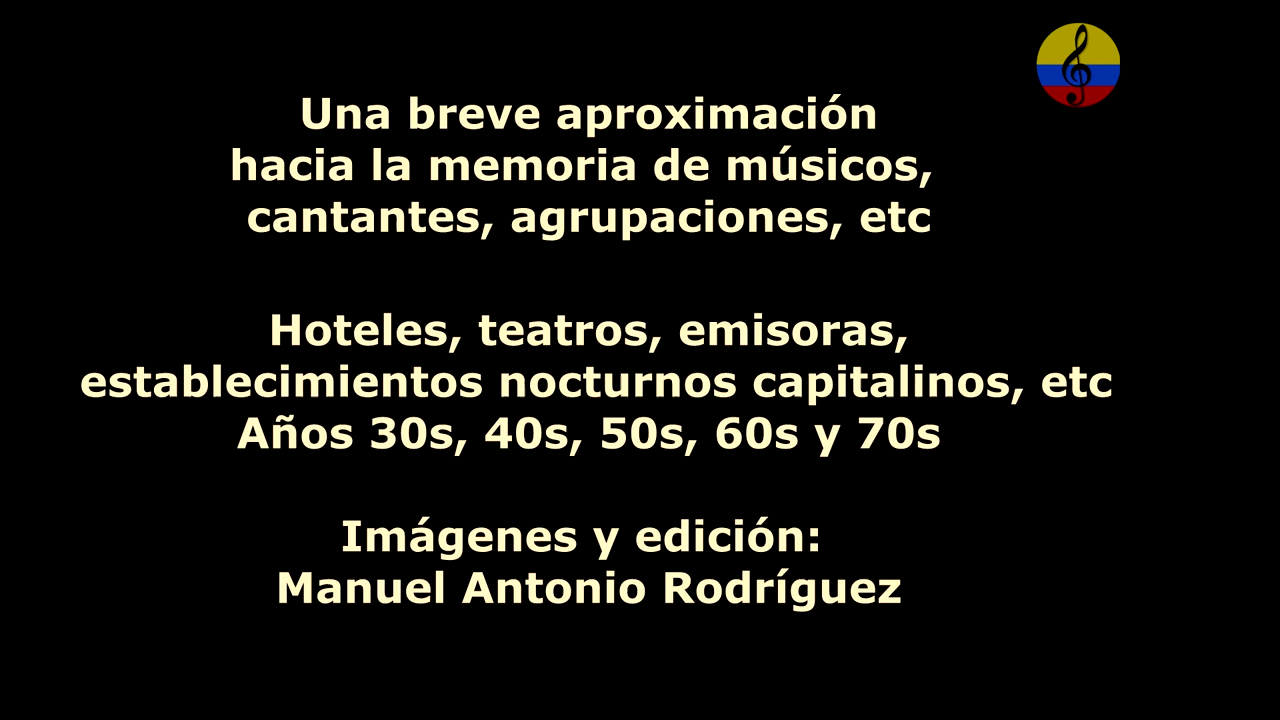 Una breve aproximación
hacia la memoria de músicos,
cantantes, agrupaciones, etc
Hoteles, teatros, emisoras,
establecimientos nocturnos capitalinos, etc
Años 30s, 40s, 50s, 60s y 70s
Imágenes y edición:
Manuel Antonio Rodríguez